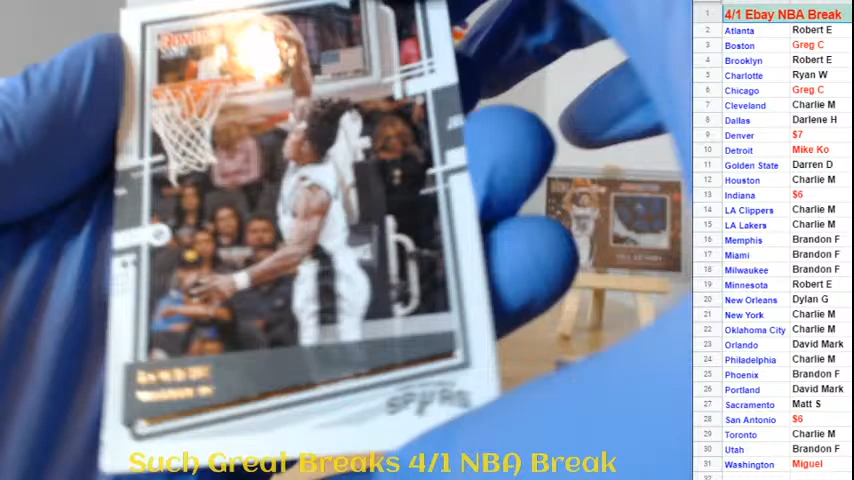 SPURS
Such Great Breaks 4/1 NBA Break
1 4/1 Ebay NBA Break
2 Atlanta Robert E
3 Boston Greg C
4 Brooklyn Robert E
5 Charlotte Ryan W
6 Chicago Greg C
7 Cleveland Charlie M
8 Dallas Darlene H
9 Denver $7
10 Detroit Mike Ko
11 Golden State Darren D
12 Houston Charlie M
13 Indiana $6
14 LA Clippers Charlie M
15 LA Lakers Charlie M
16 Memphis Brandon F
17 Miami Brandon F
18 Milwaukee Brandon F
19 Minnesota Robert E
20 New Orleans Dylan G
21 New York Charlie M
22 Oklahoma City Charlie M
23 Orlando David Mark
24 Philadelphia Charlie M
25 Phoenix Brandon F
26 Portland David Mark
27 Sacramento Matt S
28 San Antonio $6
29 Toronto Charlie M
30 Utah Brandon F
31 Washington Miguel
32